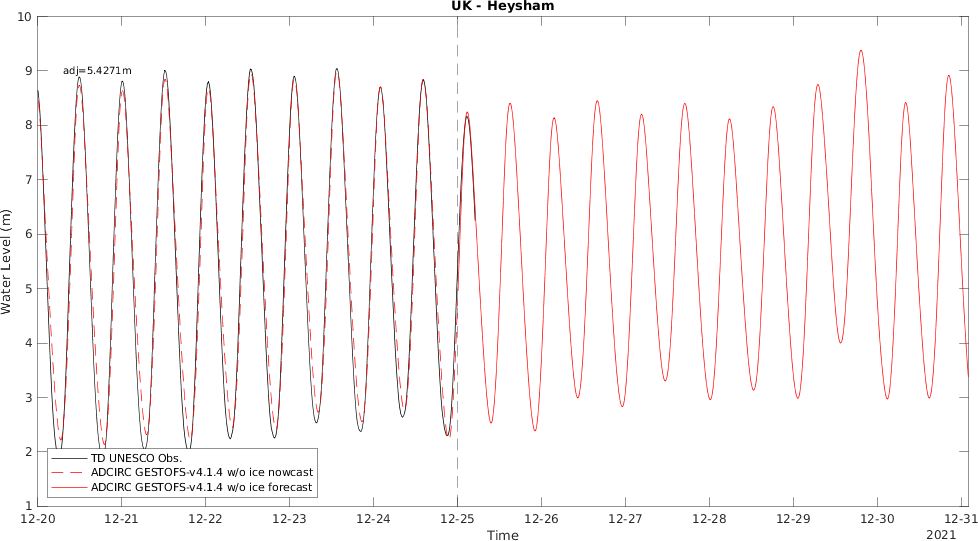 UK - Heysham
10
9
8
7
6
5
4
3
2
1
Water Level (m)
adj=5.4271m
TD UNESCO Obs.
ADCIRC GESTOFS-v4.1.4 w/o ice nowcast
ADCIRC GESTOFS-v4.1.4 w/o ice forecast
12-20 12-21 12-22 12-23 12-24 12-25 12-26 12-27 12-28 12-29 12-30 12-31
Time
2021